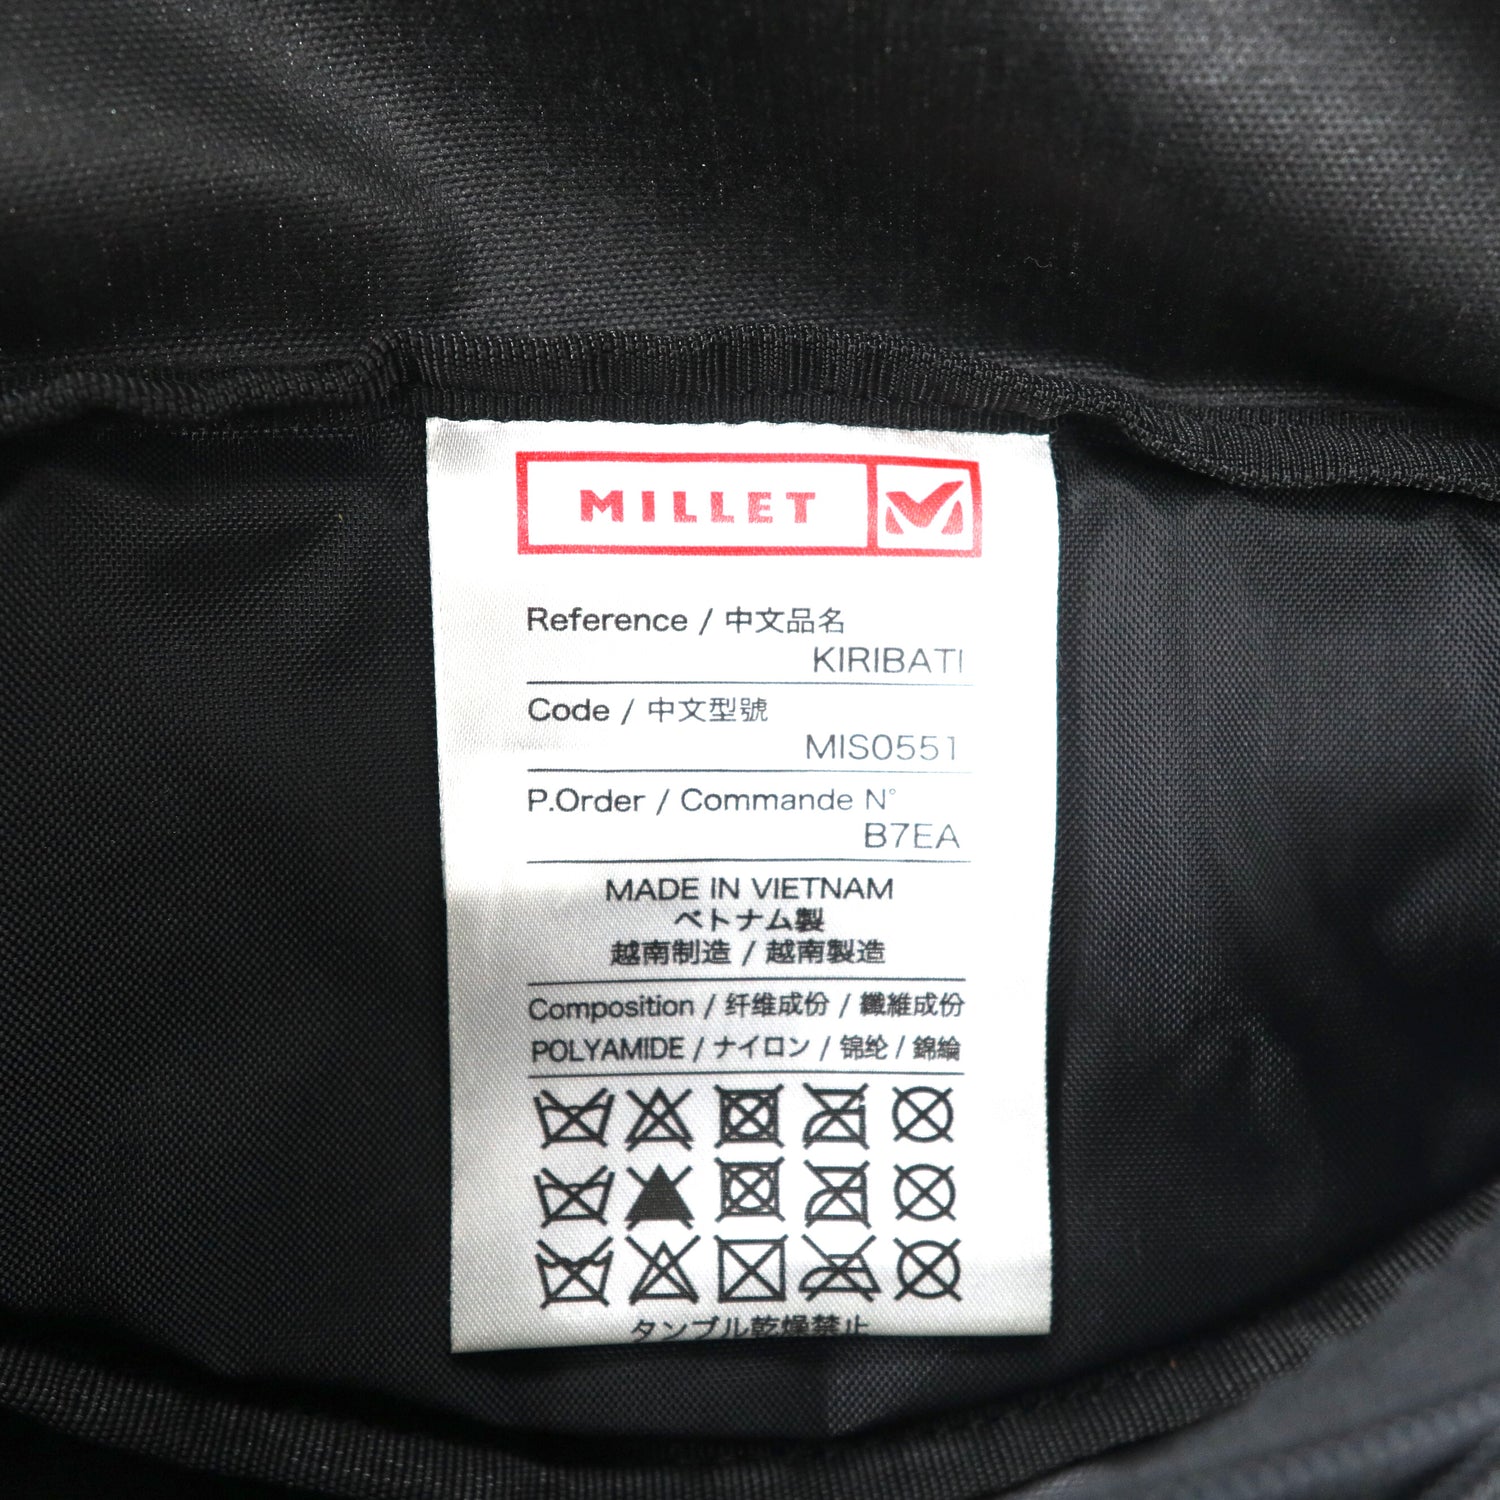 MILLET
Reference / 中文品名
KIRIBATI
Code / 中文型號
MIS0551
P.Order / Commande N°
B7EA
MADE IN VIETNAM
ベトナム製
越南制造 / 越南製造
Composition / 纤维成份 / 纖維成份
POLYAMIDE / ナイロン / 锦纶 / 錦綸
タンブル乾燥禁止